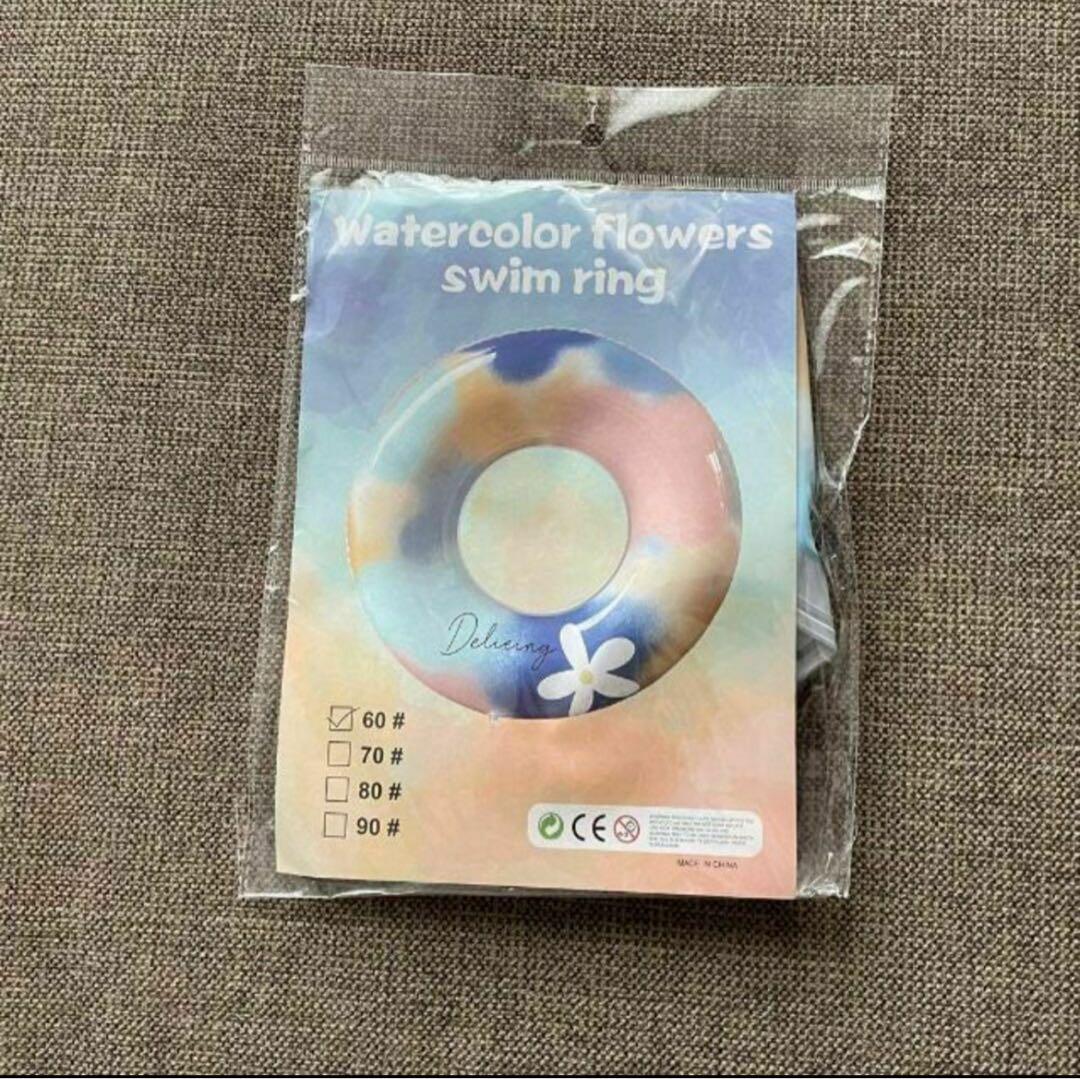 Watercolor flowers
swim ring
Delieing
60 #
70 #
80 #
90 #
CE
MADE IN CHINA